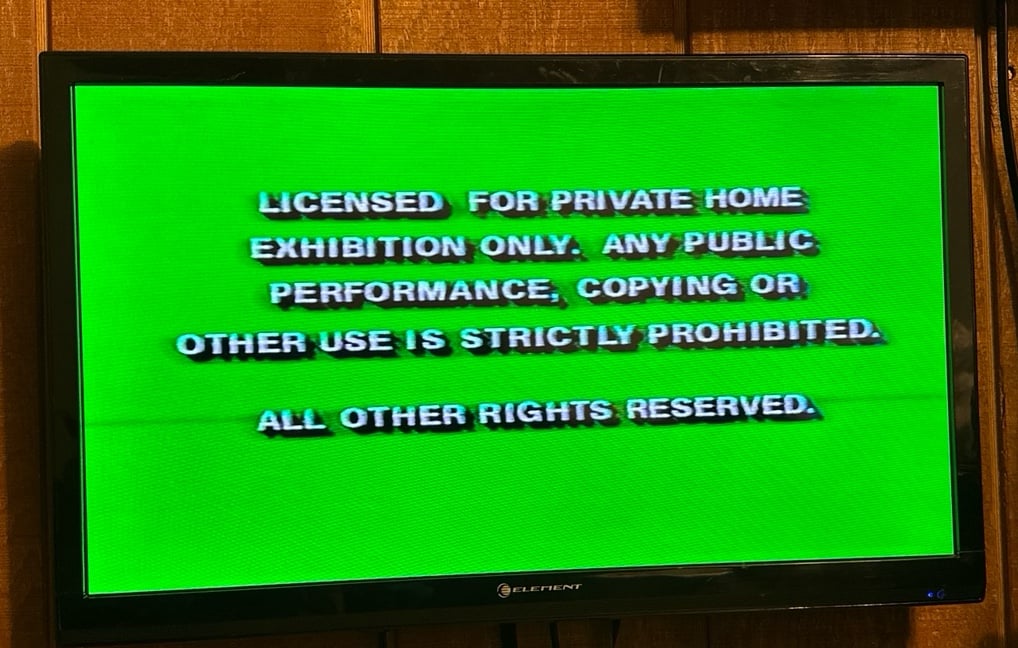 LICENSED FOR PRIVATE HOME
EXHIBITION ONLY. ANY PUBLIC
PERFORMANCE, COPYING OR
OTHER USE IS STRICTLY PROHIBITED.
ALL OTHER RIGHTS RESERVED.
ELEMENT